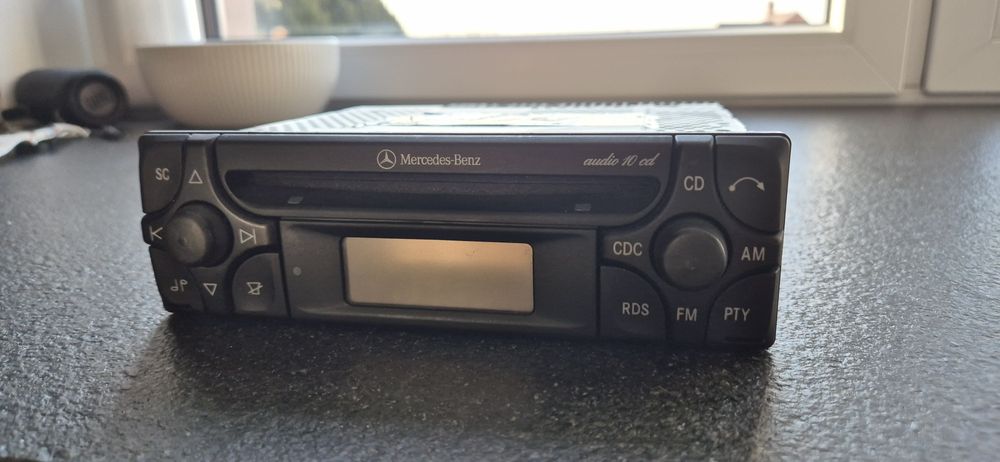 Mercedes-Benz
audio 10 cd
SC
CD
CDC
AM
RDS
FM
PTY